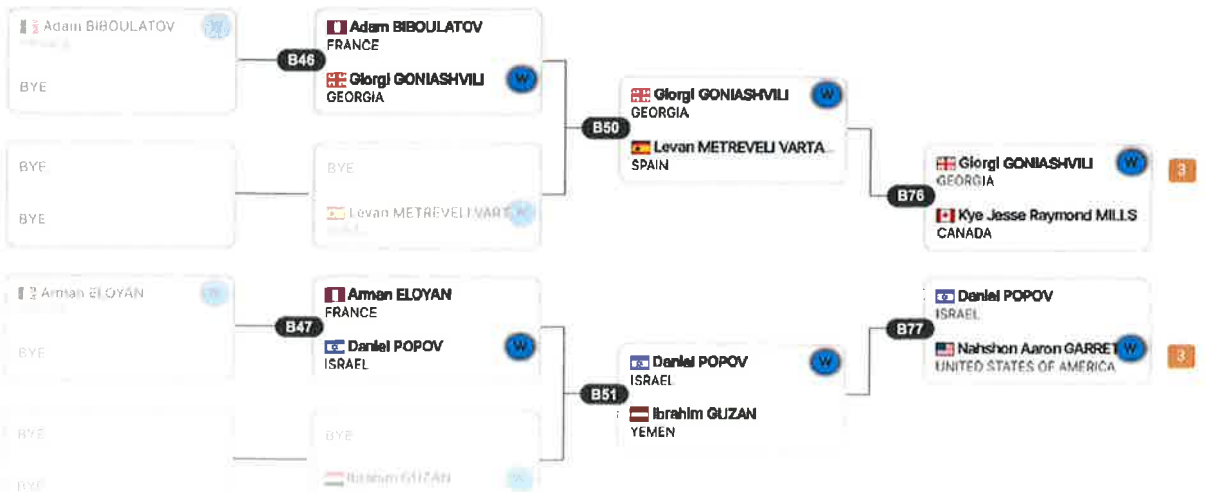 Adam BIBOULATOV
BYE
B46
Adam BIBOULATOV
FRANCE
Giorgi GONIASHVILI
W
GEORGIA
BYE
BYE
BYE
Levan METREVELI VART
B50
Giorgi GONIASHVILI
W
GEORGIA
Levan METREVELI VARTA...
SPAIN
B76
Giorgi GONIASHVILI
W
GEORGIA
Kye Jesse Raymond MILLS
CANADA
3
Arman ELOYAN
BYE
B47
Arman ELOYAN
FRANCE
Daniel POPOV
W
ISRAEL
BYE
BYE
BYE
Ibrahim GUZAN
B51
Daniel POPOV
W
ISRAEL
Ibrahim GUZAN
YEMEN
B77
Daniel POPOV
ISRAEL
Nahshon Aaron GARRET
W
UNITED STATES OF AMERICA
3